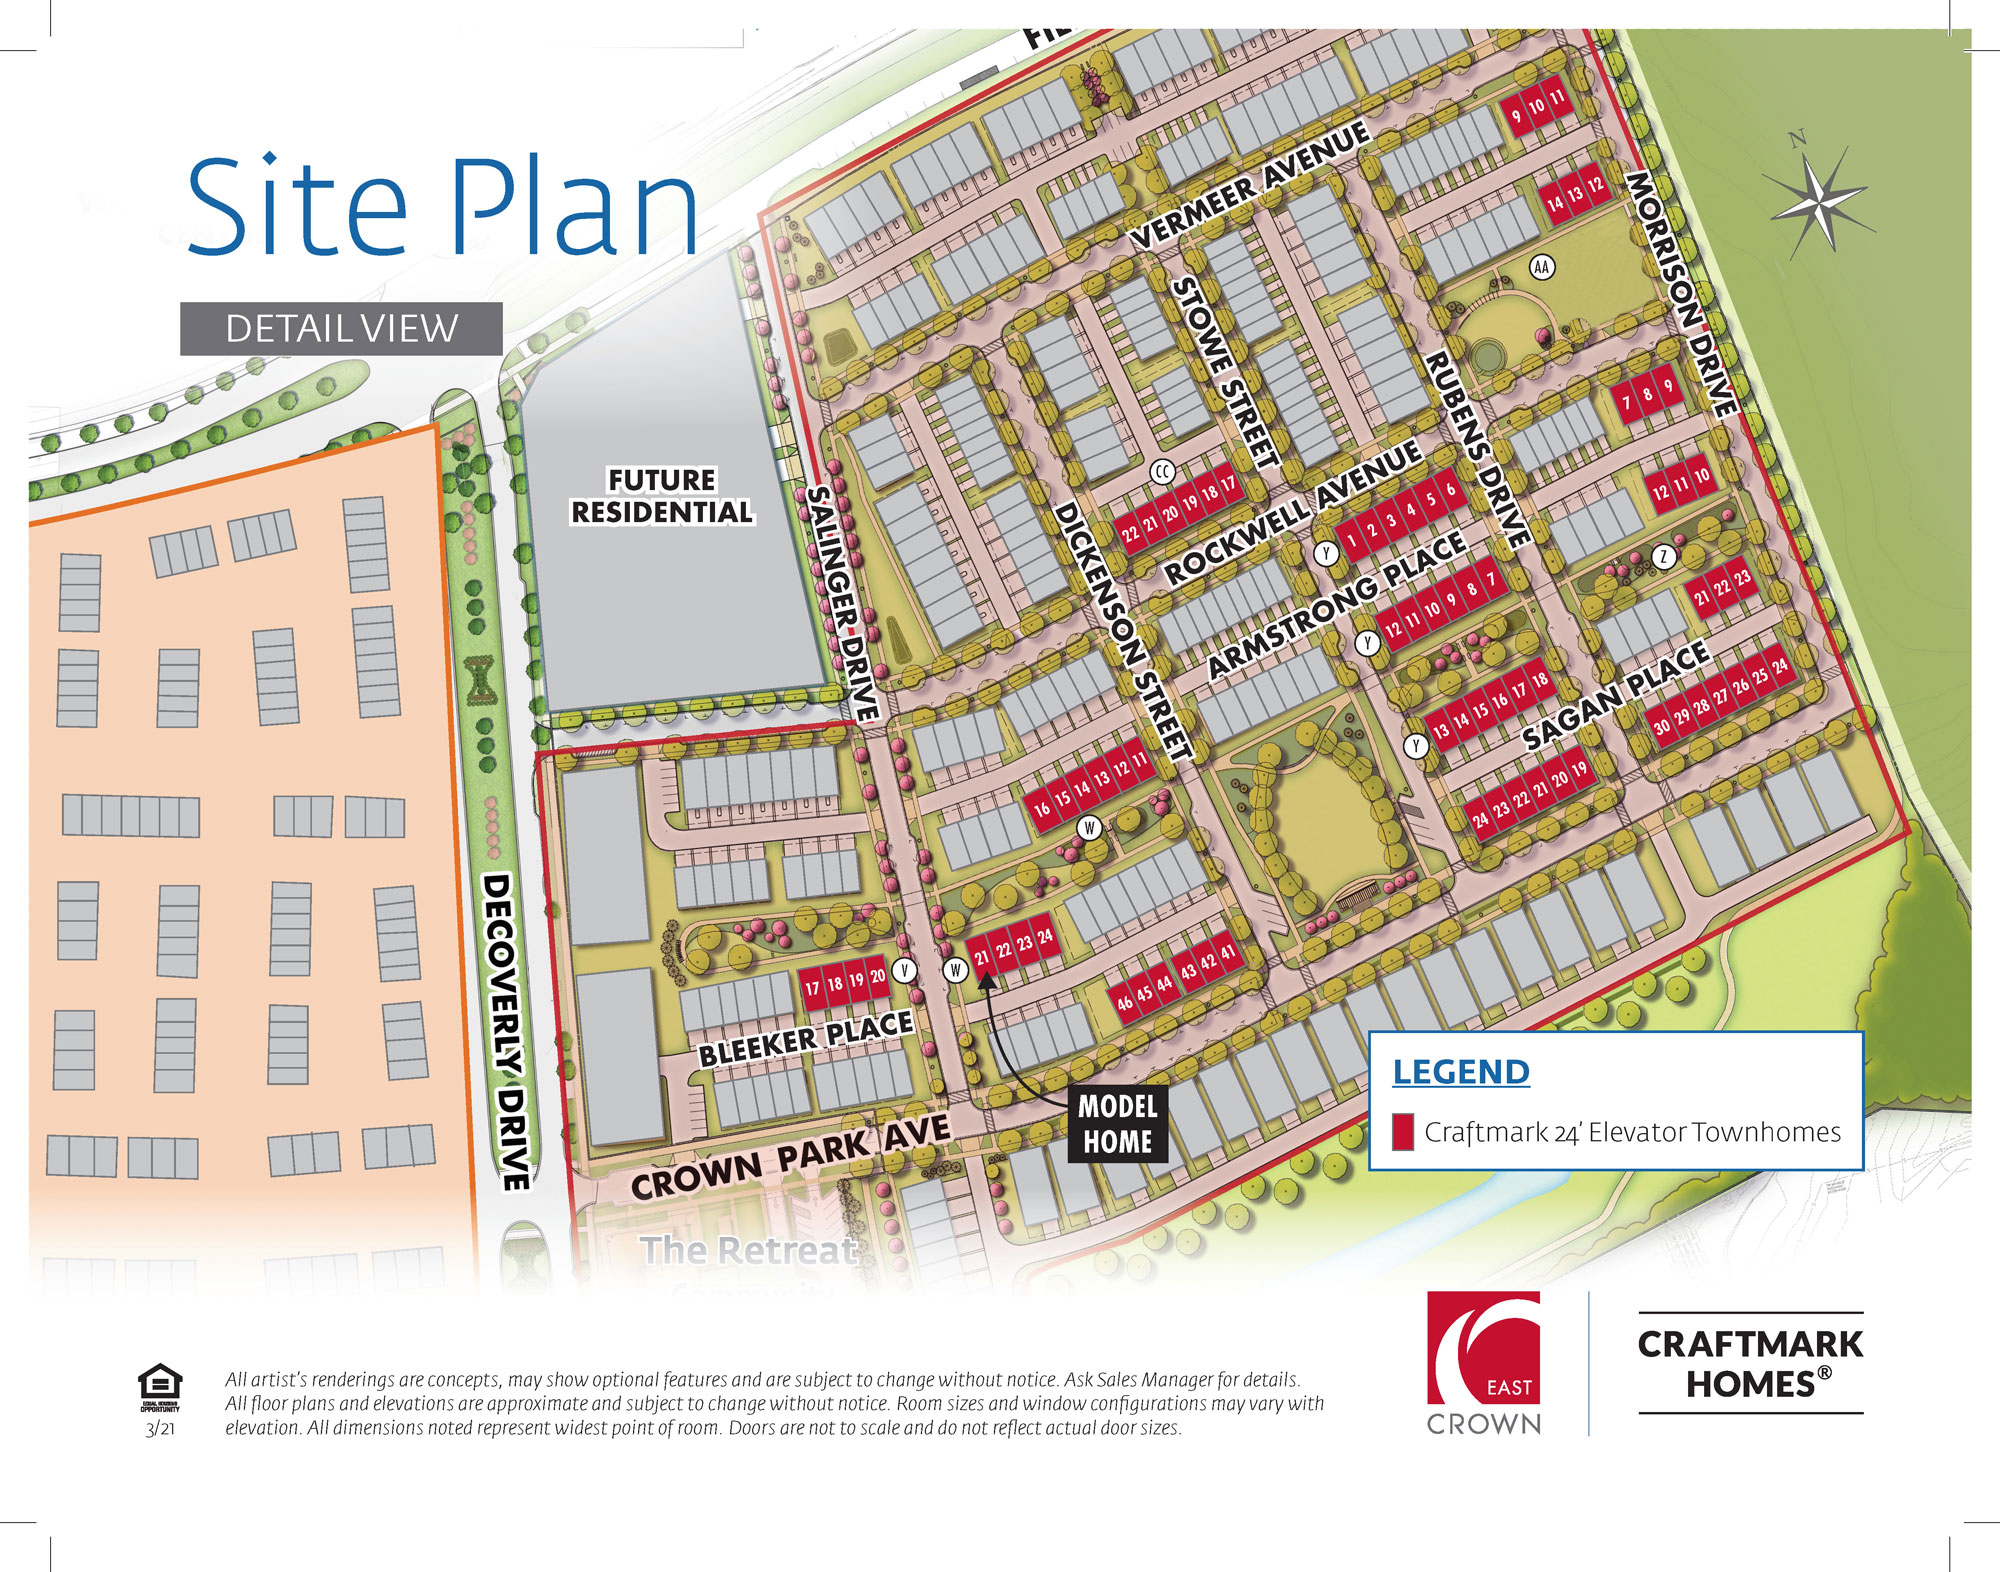 Site Plan
DETAIL VIEW
N
VERMEER AVENUE
MORRISON DRIVE
9 10 11
14 13 12
AA
STOWE STREET
RUBENS DRIVE
7 8 9
12 11 10
FUTURE
RESIDENTIAL
SALINGER DRIVE
CC
22 21 20 19 18 17
ROCKWELL AVENUE
DICKENSON STREET
1 2 3 4 5 6
Y
ARMSTRONG PLACE
12 11 10 9 8 7
Y
Z
21 22 23
13 14 15 16 17 18
Y
SAGAN PLACE
30 29 28 27 26 25 24
24 23 22 21 20 19
16 15 14 13 12 11
W
DECOVERLY DRIVE
21 22 23 24
W
V
17 18 19 20
46 45 44 43 42 41
BLEEKER PLACE
MODEL
HOME
CROWN PARK AVE
The Retreat
Community
LEGEND
Craftmark 24' Elevator Townhomes
EQUAL HOUSING
OPPORTUNITY
3/21
All artist's renderings are concepts, may show optional features and are subject to change without notice. Ask Sales Manager for details.
All floor plans and elevations are approximate and subject to change without notice. Room sizes and window configurations may vary with
elevation. All dimensions noted represent widest point of room. Doors are not to scale and do not reflect actual door sizes.
EAST
CROWN
CRAFTMARK
HOMES®